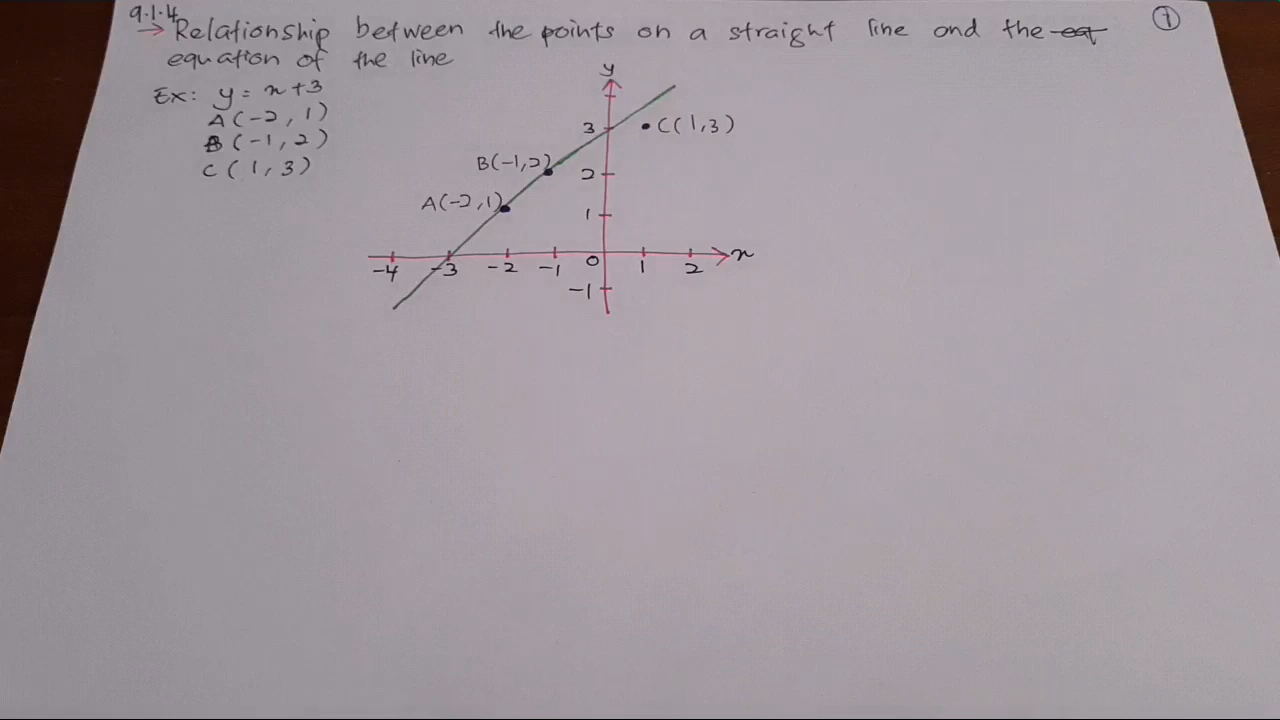 9.1.4
→ Relationship between the points on a straight line and the eq
①
equation of the line
Ex: y = x + 3
A(-2, 1)
B(-1, 2)
C(1, 3)
y
3
C(1,3)
B(-1,2)
2
A(-2,1)
1
-4 -3 -2 -1 0 1 2 x
-1